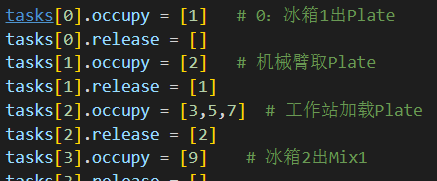 tasks[0].occupy = [1]   # 0：冰箱1出Plate
tasks[0].release = []
tasks[1].occupy = [2]   # 机械臂取Plate
tasks[1].release = [1]
tasks[2].occupy = [3,5,7]  # 工作站加载Plate
tasks[2].release = [2]
tasks[3].occupy = [9]    # 冰箱2出Mix1
tasks[3].release = []